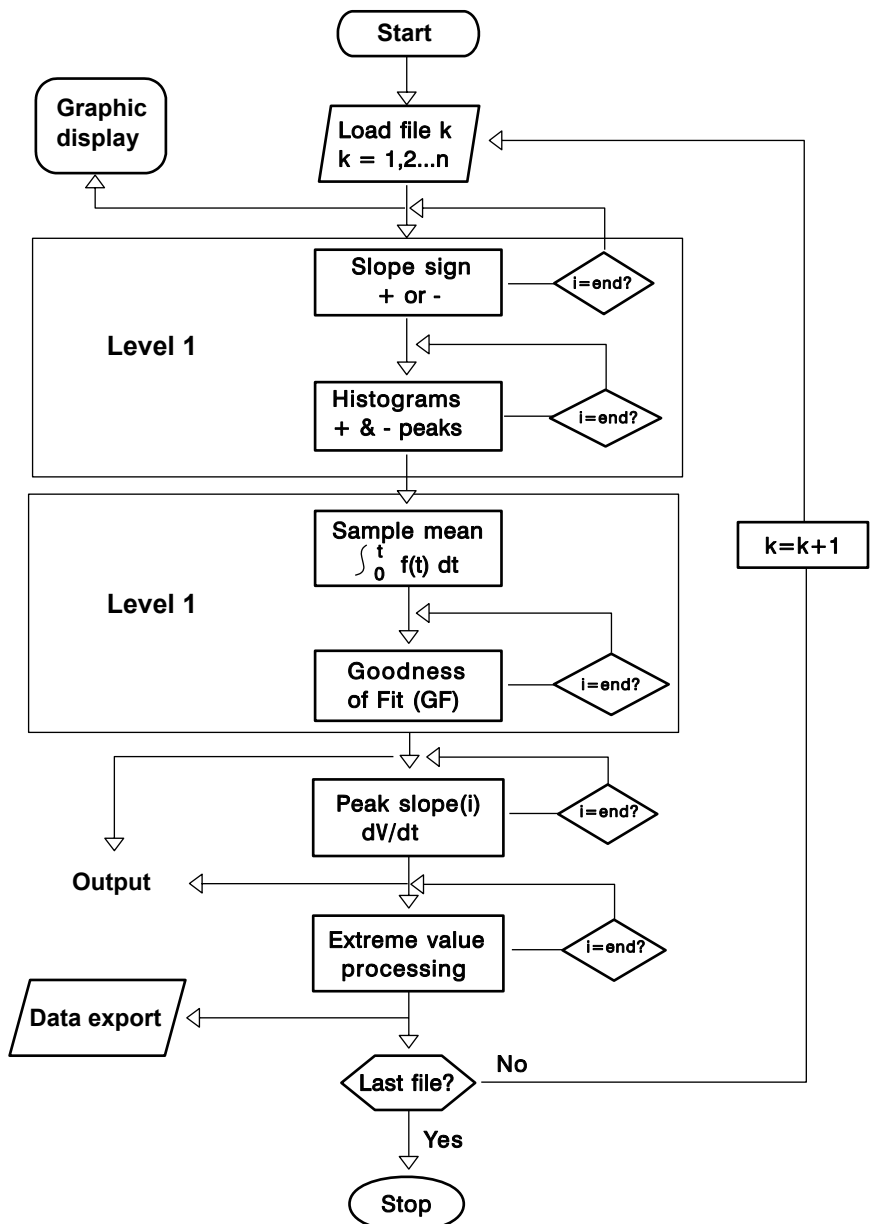 Start
Graphic
display
Load file k
k = 1,2...n
Slope sign
+ or -
i=end?
Level 1
Histograms
+ & - peaks
i=end?
Sample mean
∫ t 0 f(t) dt
k=k+1
Level 1
Goodness
of Fit (GF)
i=end?
Peak slope(i)
dV/dt
i=end?
Output
Extreme value
processing
i=end?
Data export
Last file?
No
Yes
Stop